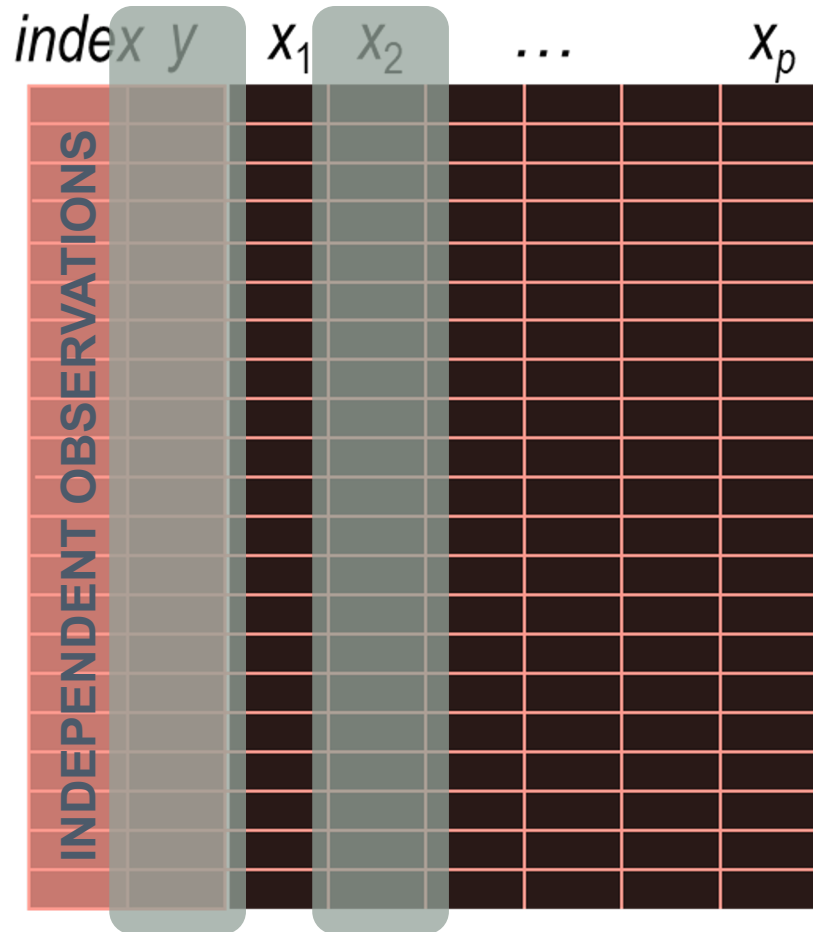 index y x₁ x₂ … xₚ
INDEPENDENT OBSERVATIONS